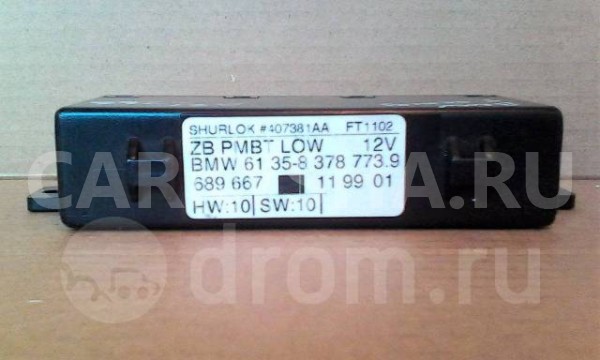 SHURLOK #407381AA FT1102
ZB PMBT LOW 12V
BMW 61 35-8 378 773.9
689 667 11 99 01
HW:10 SW:10
drom.ru